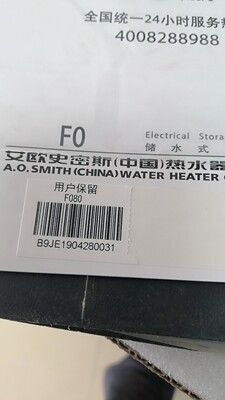 全国统一24小时服务热
4008288988
F0
Electrical Stora
储 水 式
艾欧史密斯(中国)热水器
A.O.SMITH(CHINA)WATER HEATER C
用户保留
F080
B9JE1904280031